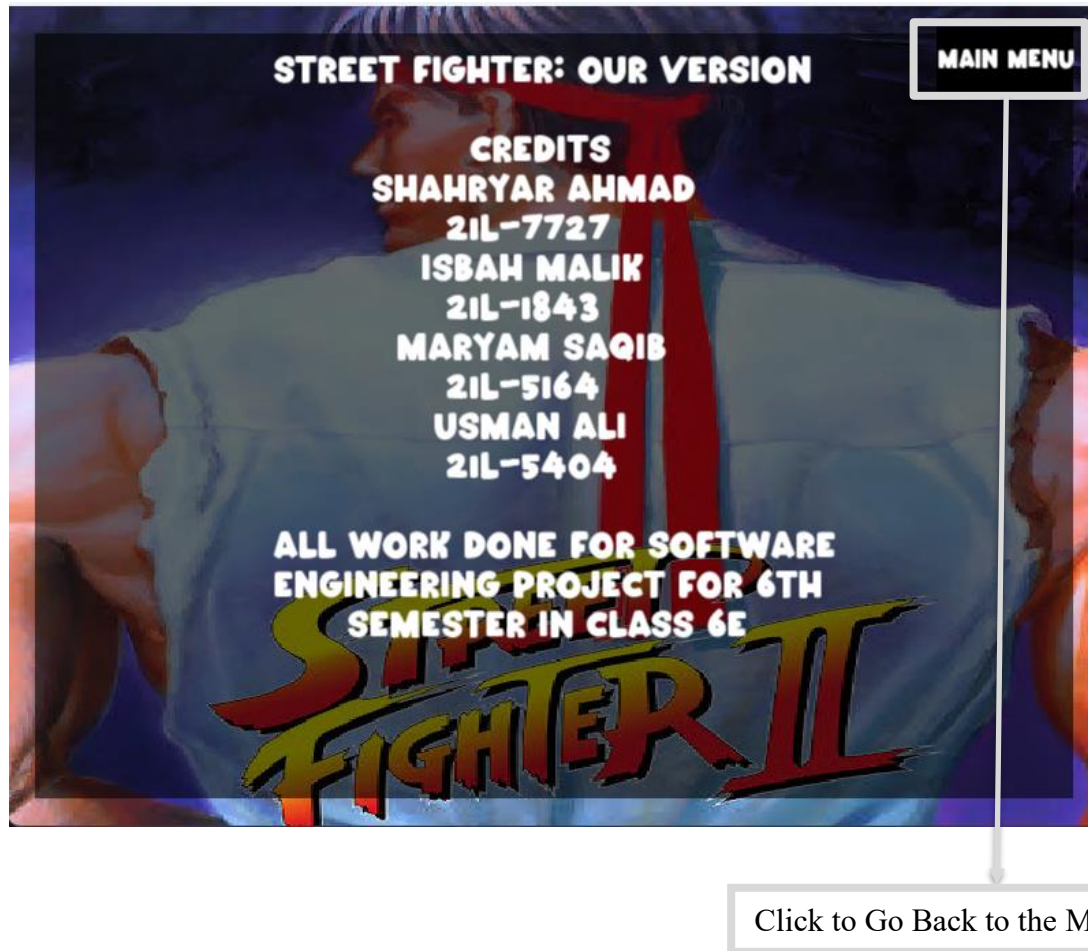 STREET FIGHTER: OUR VERSION
MAIN MENU
CREDITS
SHAHRYAR AHMAD
21L-7727
ISBAH MALIK
21L-1843
MARYAM SAQIB
21L-5164
USMAN ALI
21L-5404
ALL WORK DONE FOR SOFTWARE
ENGINEERING PROJECT FOR 6TH
SEMESTER IN CLASS 6E
STREET
FIGHTER II
Click to Go Back to the M